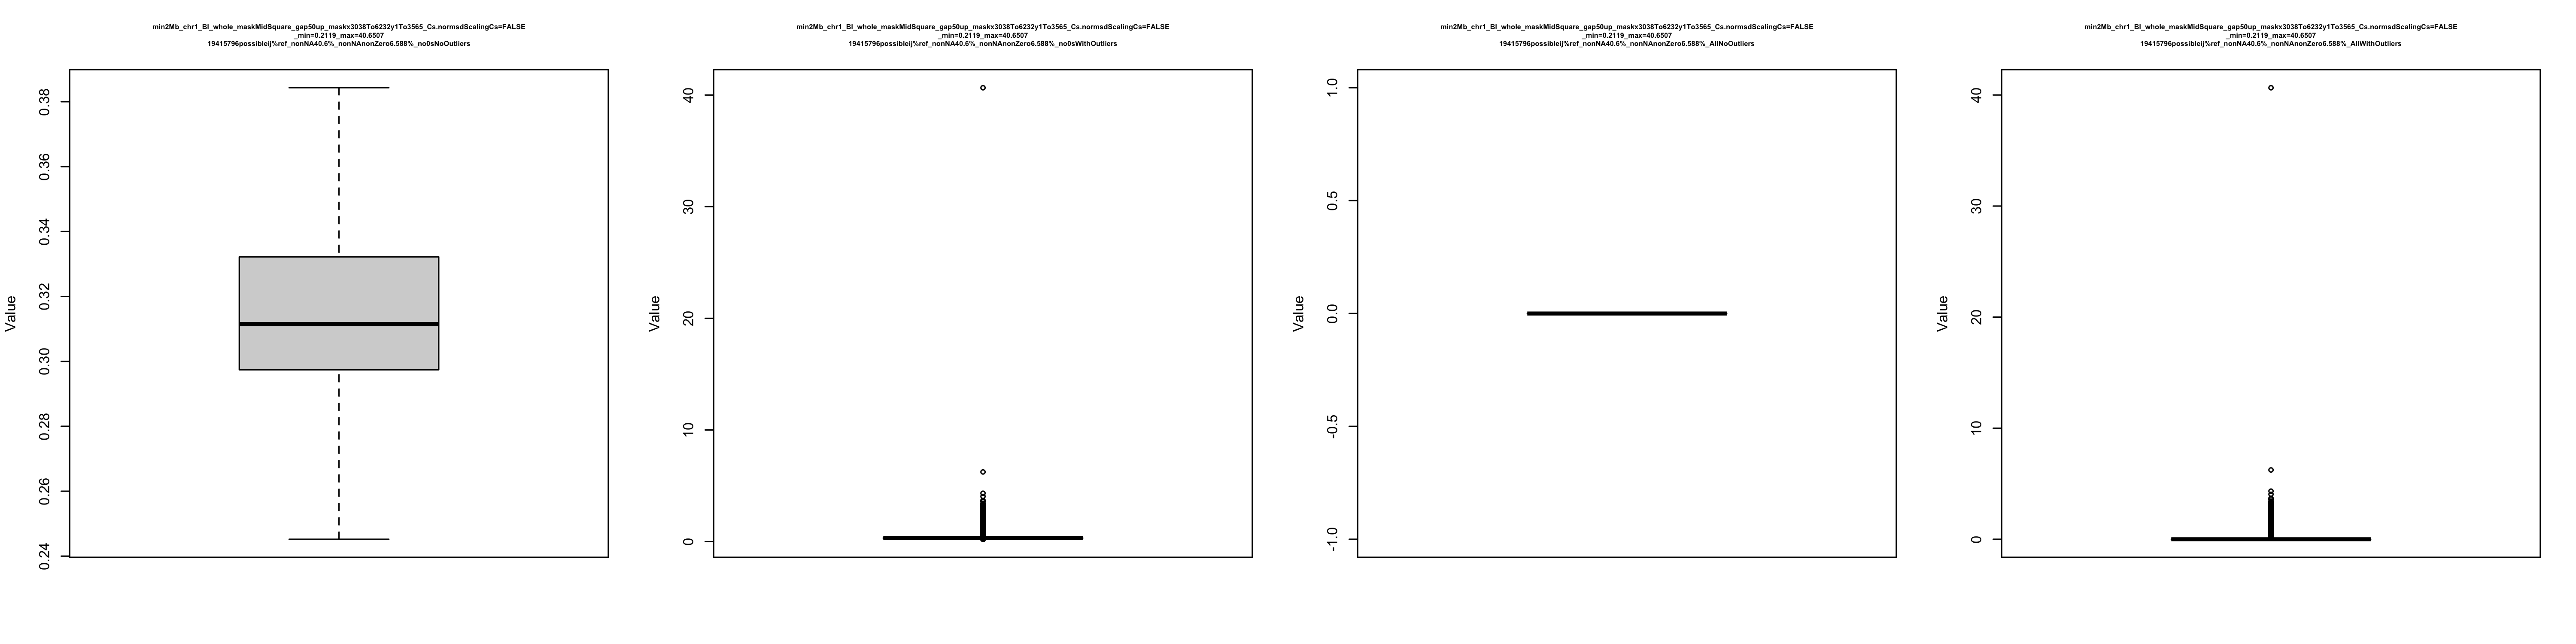 min2Mb_chr1_BI_whole_maskMidSquare_gap50up_maskx3038To6232y1To3565_Cs.normsdScalingCs=FALSE
_min=0.2119_max=40.6507
19415796possibleij%ref_nonNA40.6%_nonNAnonZero6.588%_no0sNoOutliers
Value
0.38
0.36
0.34
0.32
0.30
0.28
0.26
0.24
min2Mb_chr1_BI_whole_maskMidSquare_gap50up_maskx3038To6232y1To3565_Cs.normsdScalingCs=FALSE
_min=0.2119_max=40.6507
19415796possibleij%ref_nonNA40.6%_nonNAnonZero6.588%_no0sWithOutliers
Value
40
30
20
10
0
min2Mb_chr1_BI_whole_maskMidSquare_gap50up_maskx3038To6232y1To3565_Cs.normsdScalingCs=FALSE
_min=0.2119_max=40.6507
19415796possibleij%ref_nonNA40.6%_nonNAnonZero6.588%_AllNoOutliers
Value
1.0
0.5
0.0
-0.5
-1.0
min2Mb_chr1_BI_whole_maskMidSquare_gap50up_maskx3038To6232y1To3565_Cs.normsdScalingCs=FALSE
_min=0.2119_max=40.6507
19415796possibleij%ref_nonNA40.6%_nonNAnonZero6.588%_AllWithOutliers
Value
40
30
20
10
0